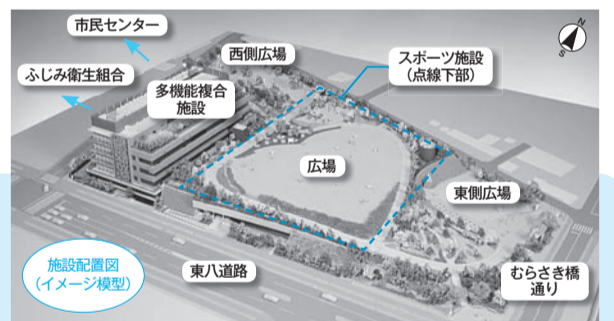 市民センター
ふじみ衛生組合
西側広場
スポーツ施設
(点線下部)
多機能複合
施設
広場
東側広場
施設配置図
(イメージ模型)
東八道路
むらさき橋
通り
N
S